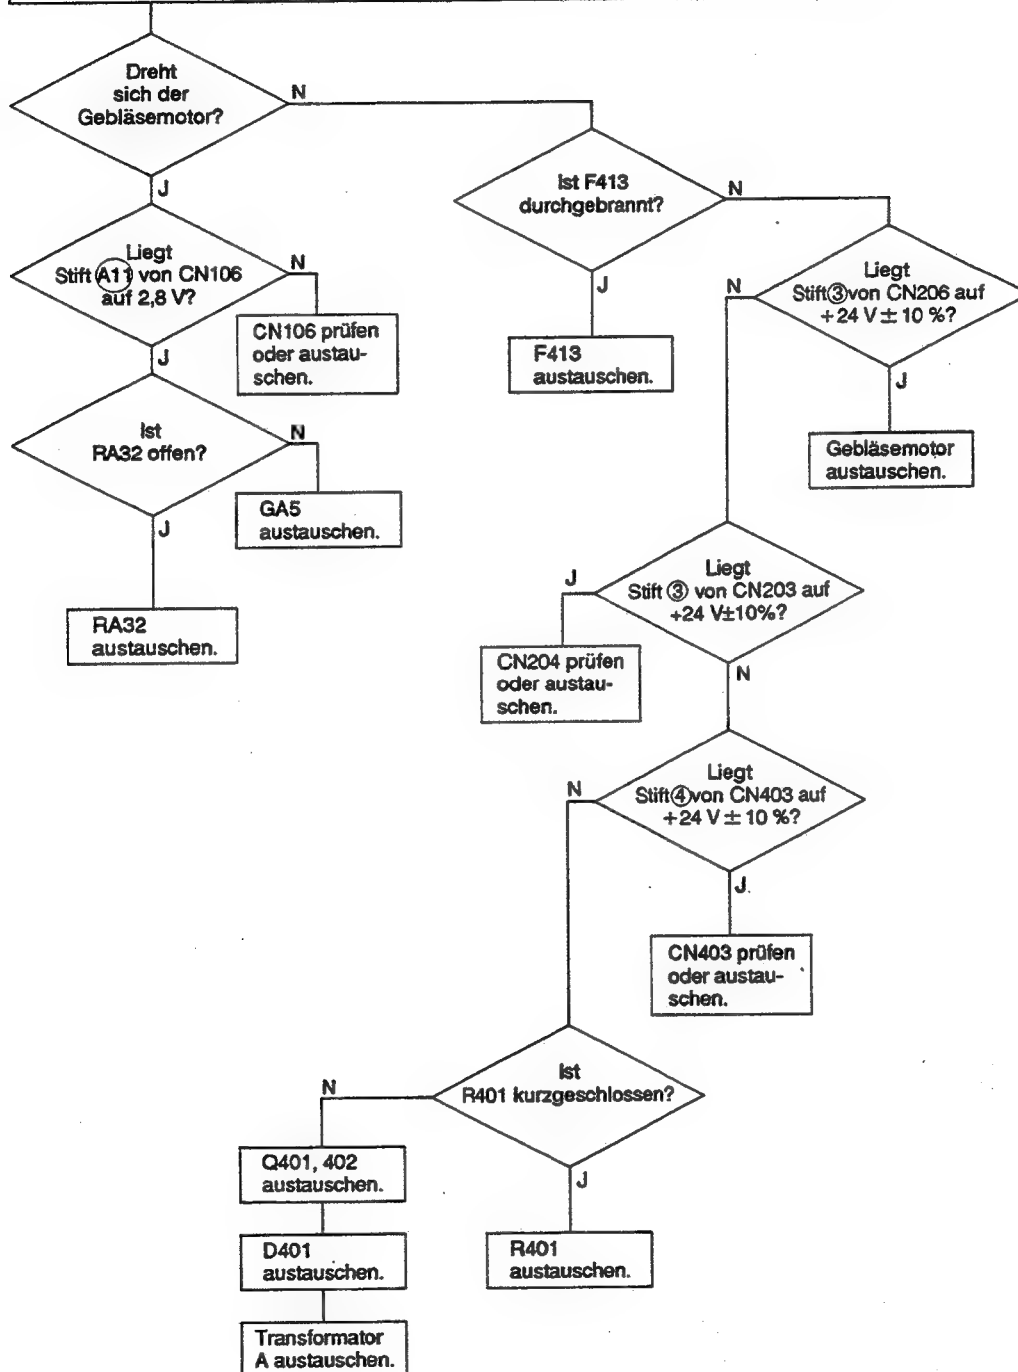 Dreht
sich der
Gebläsemotor?
N
J
Ist F413
durchgebrannt?
N
J
Liegt
Stift A11 von CN106
auf 2,8 V?
N
J
Liegt
Stift ③ von CN206 auf
+24 V ± 10 %?
N
J
CN106 prüfen
oder austau-
schen.
F413
austauschen.
Ist
RA32 offen?
N
J
Gebläsemotor
austauschen.
GA5
austauschen.
Liegt
Stift ③ von CN203 auf
+24 V±10%?
J
N
RA32
austauschen.
CN204 prüfen
oder austau-
schen.
Liegt
Stift ④ von CN403 auf
+24 V ± 10 %?
N
J
CN403 prüfen
oder austau-
schen.
Ist
R401 kurzgeschlossen?
N
J
Q401, 402
austauschen.
D401
austauschen.
R401
austauschen.
Transformator
A austauschen.